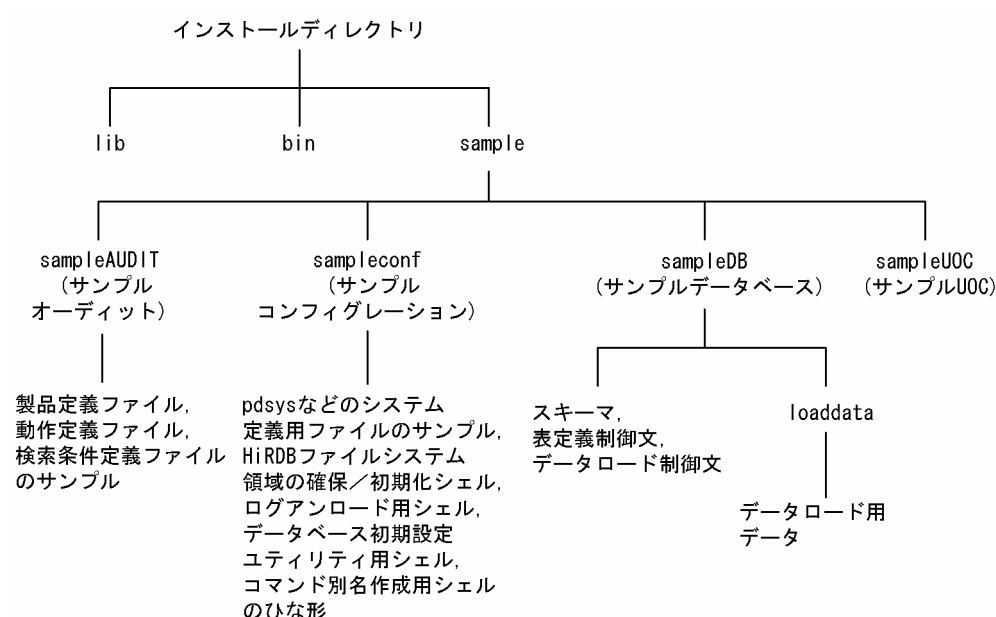 インストールディレクトリ
lib
bin
sample
sampleAUDIT
(サンプル
オーディット)
sampleconf
(サンプル
コンフィグレーション)
sampleDB
(サンプルデータベース)
sampleUOC
(サンプルUOC)
製品定義ファイル,
動作定義ファイル,
検索条件定義ファイル
のサンプル
pdsysなどのシステム
定義用ファイルのサンプル,
HiRDBファイルシステム
領域の確保/初期化シェル,
ログアンロード用シェル,
データベース初期設定
ユティリティ用シェル,
コマンド別名作成用シェル
のひな形
スキーマ,
表定義制御文,
データロード制御文
loaddata
データロード用
データ